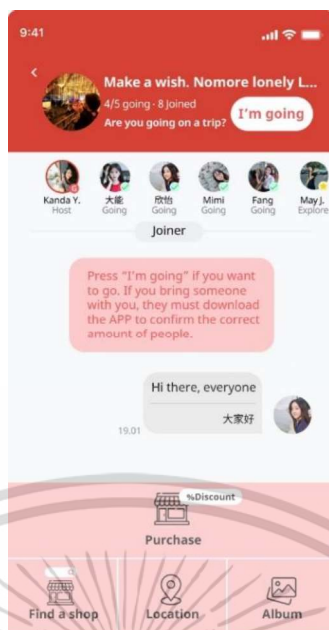 9:41
Make a wish. Nomore lonely L...
4/5 going · 8 Joined
Are you going on a trip?
I'm going
Kanda Y.
Host
大能
Going
欣怡
Going
Mimi
Going
Fang
Going
May J.
Explore
Joiner
Press "I'm going" if you want
to go. If you bring someone
with you, they must download
the APP to confirm the correct
amount of people.
Hi there, everyone
大家好
19.01
%Discount
Purchase
Find a shop
Location
Album